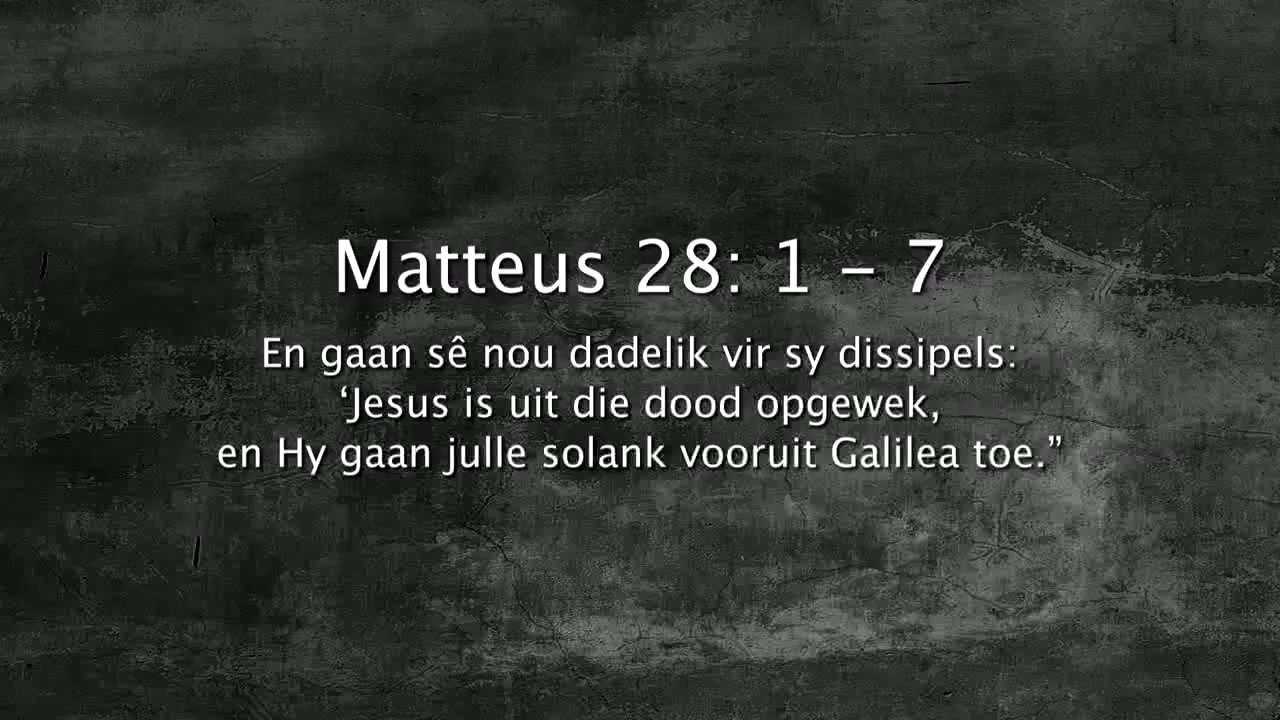 Matteus 28: 1 – 7
En gaan sê nou dadelik vir sy dissipels:
‘Jesus is uit die dood opgewek,
en Hy gaan julle solank vooruit Galilea toe.”